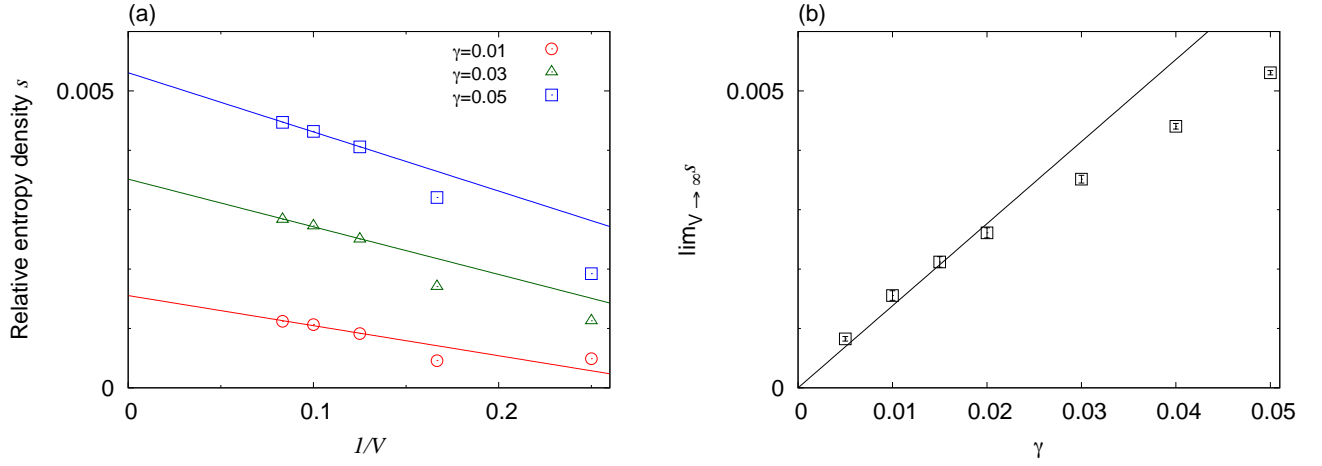 (a)
Relative entropy density s
γ=0.01
γ=0.03
γ=0.05
0.005
0
0
0.1
0.2
1/V
(b)
lim V → ∞ s
0.005
0
0
0.01
0.02
0.03
0.04
0.05
γ